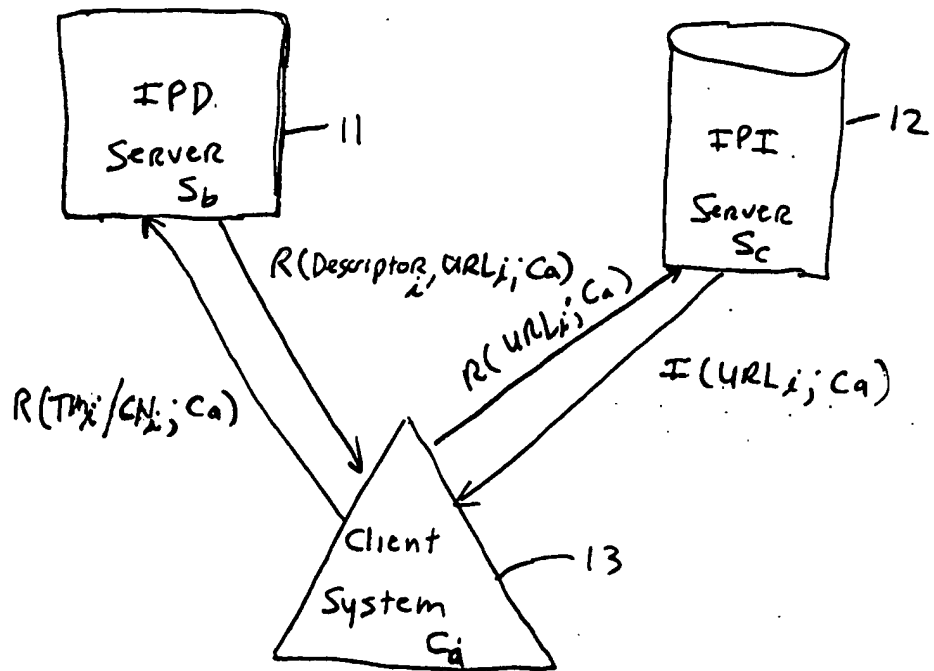 IPD.
Server
Sb
11
IPI.
Server
Sc
12
R(Descriptor i, URLi; Ca)
R(URLi; Ca)
I(URLi; Ca)
R(TMi/CNi; Ca)
Client
System
Ca
13